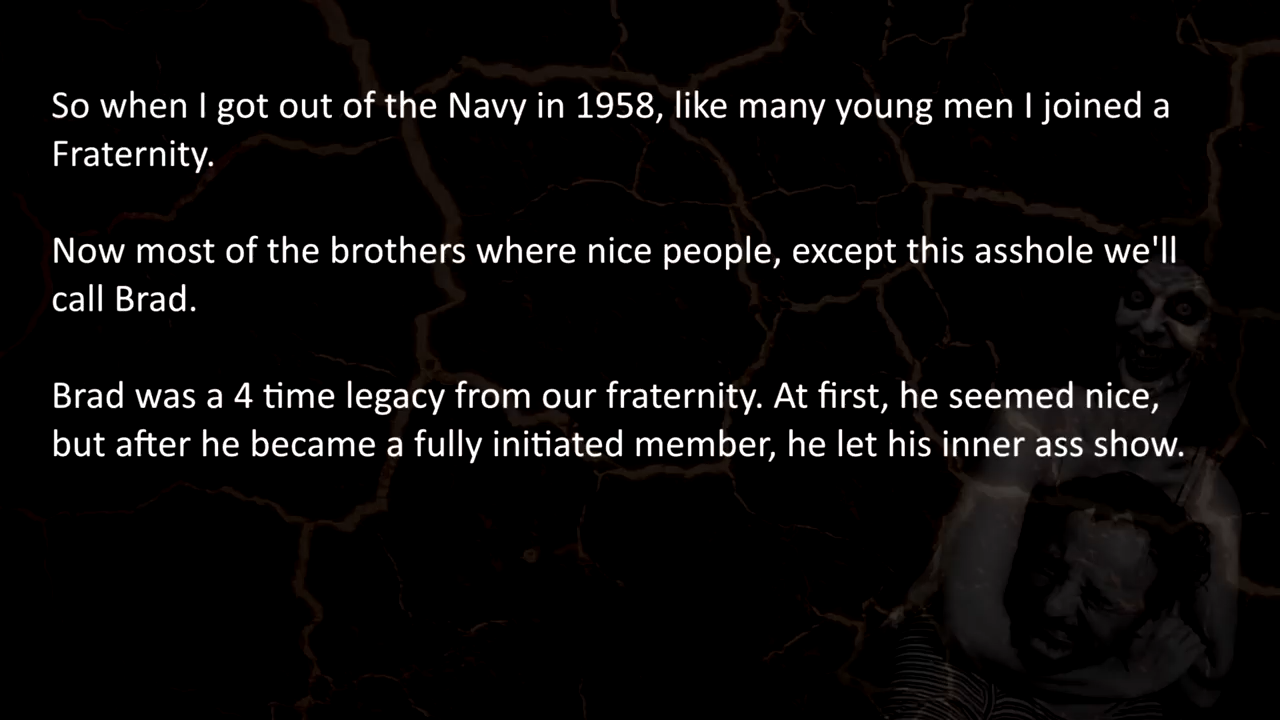 So when I got out of the Navy in 1958, like many young men I joined a
Fraternity.
Now most of the brothers where nice people, except this asshole we'll
call Brad.
Brad was a 4 time legacy from our fraternity. At first, he seemed nice,
but after he became a fully initiated member, he let his inner ass show.